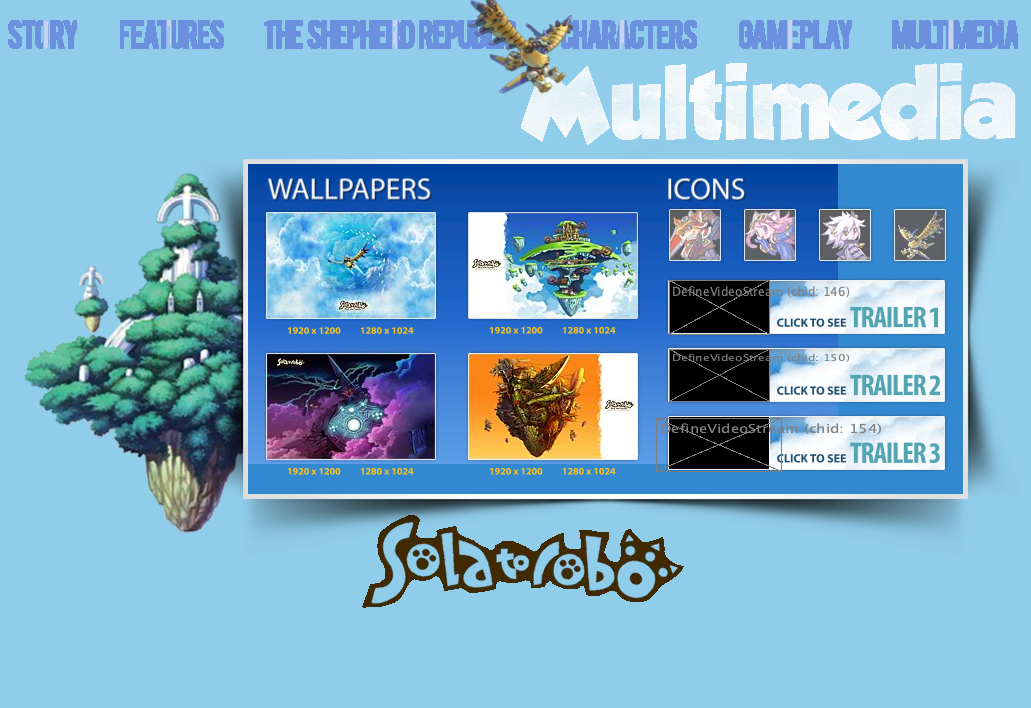 STORY FEATURES THE SHEPHERD REPUBLIC CHARACTERS GAMEPLAY MULTIMEDIA
Multimedia
WALLPAPERS
ICONS
1920 x 1200 1280 x 1024
1920 x 1200 1280 x 1024
1920 x 1200 1280 x 1024
1920 x 1200 1280 x 1024
DefineVideoStream (chid: 146)
CLICK TO SEE TRAILER 1
DefineVideoStream (chid: 150)
CLICK TO SEE TRAILER 2
DefineVideoStream (chid: 154)
CLICK TO SEE TRAILER 3
Solatorobo